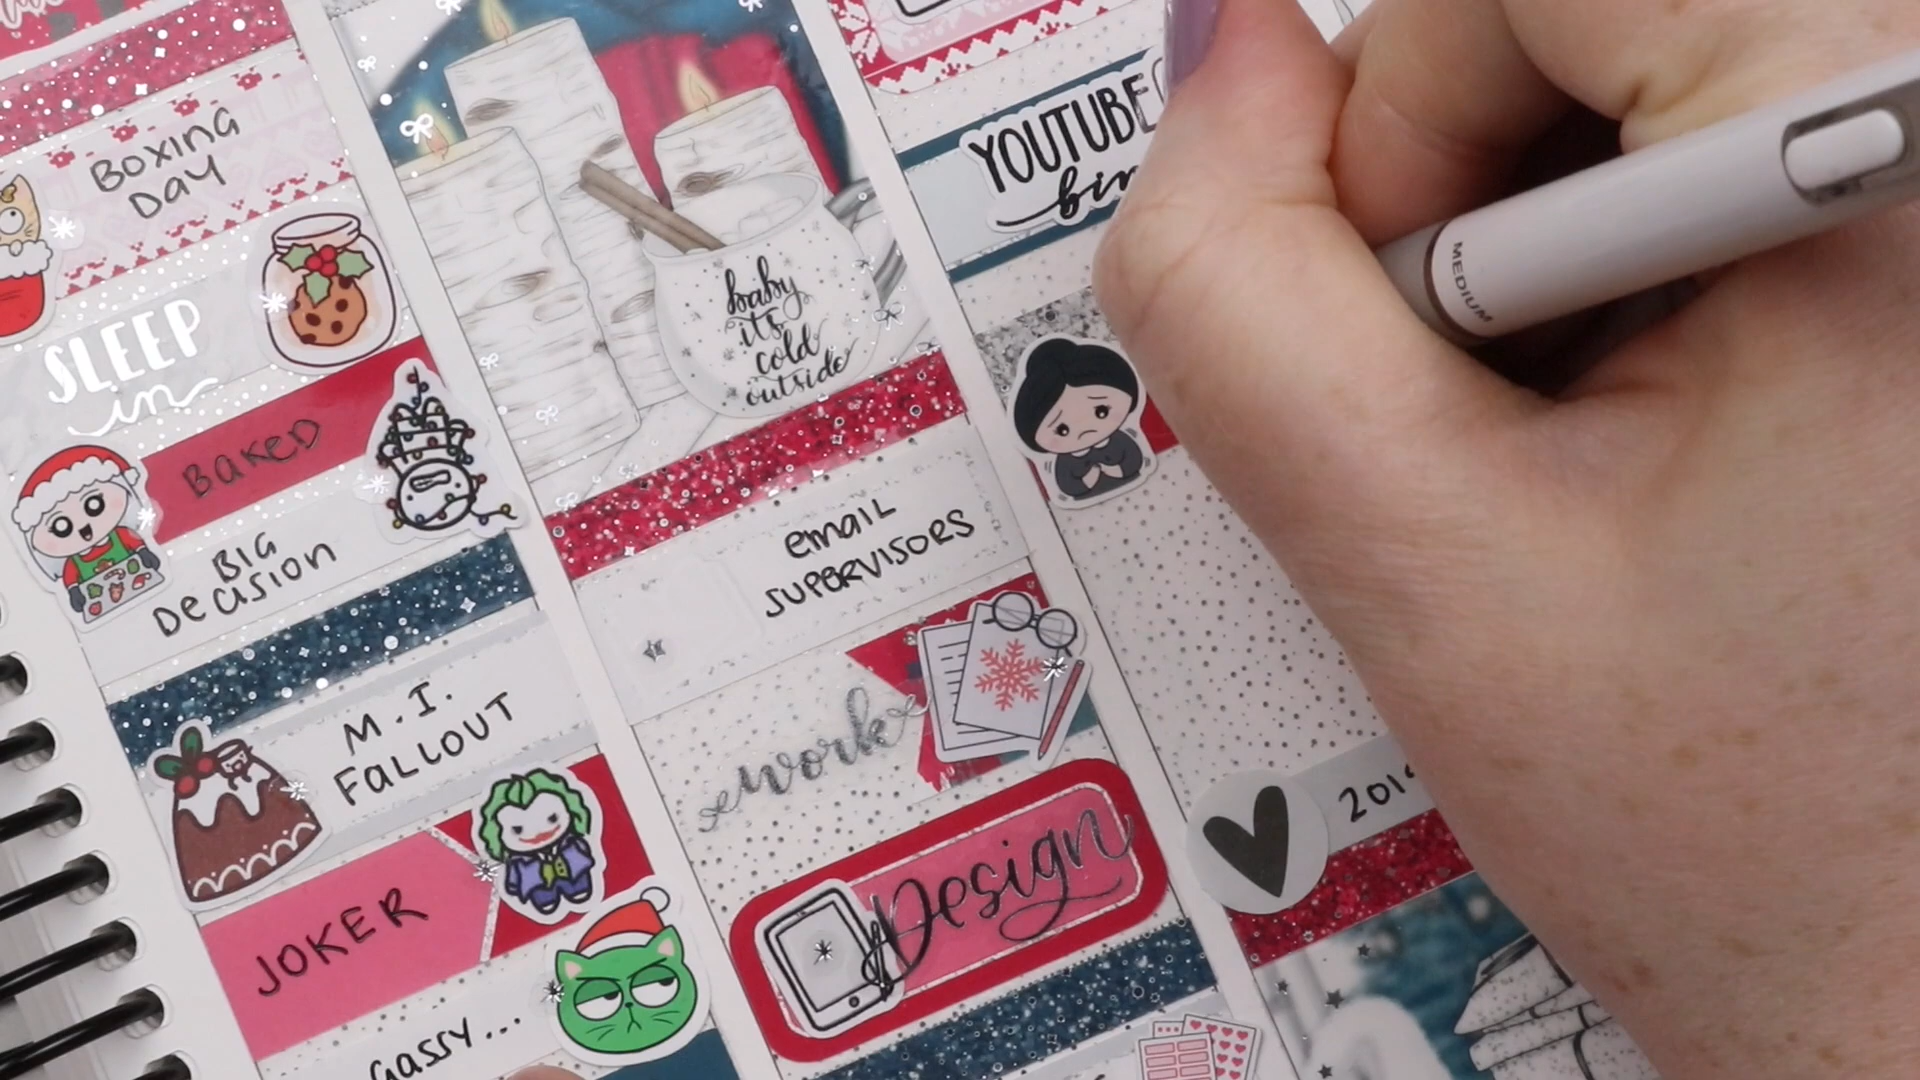 BOXING
DAY
SLEEP
in
BAKED
BIG
DECISION
M.I.
FALLOUT
JOKER
Gassy...
baby
it's
cold
outside
email
SUPERVISORS
work
Design
YOUTUBE
MEDIUM